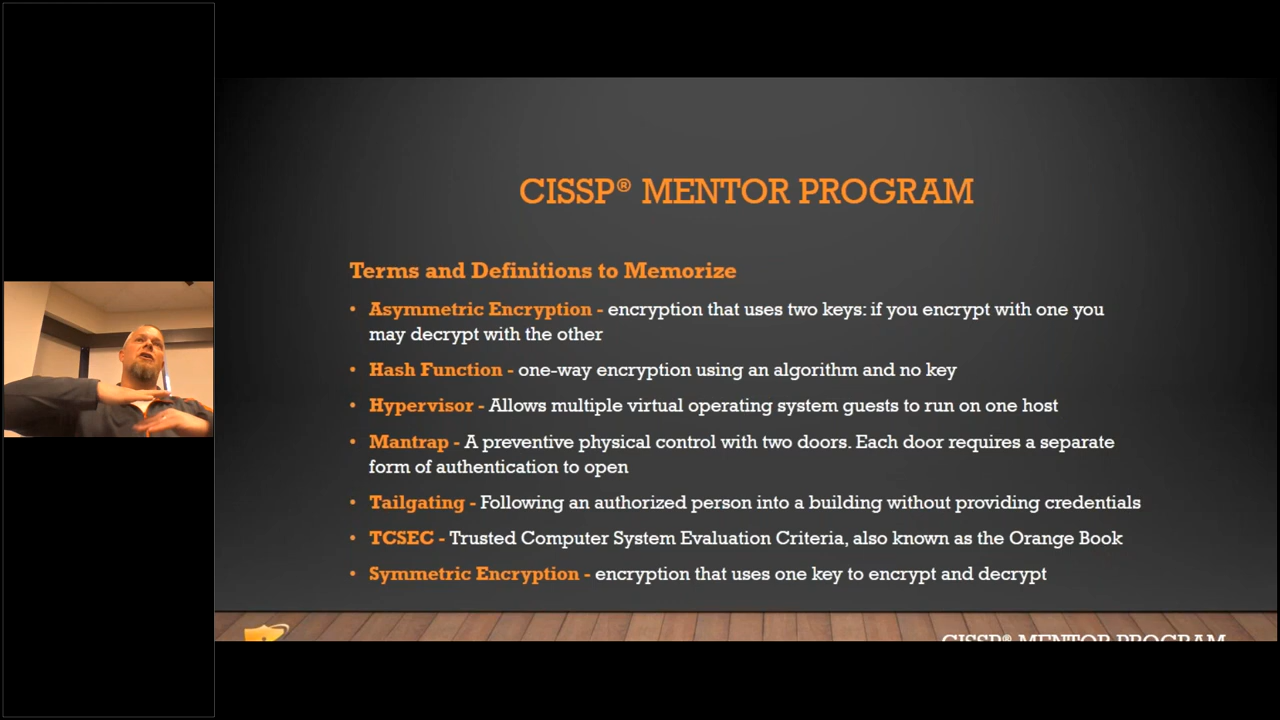 CISSP® MENTOR PROGRAM
Terms and Definitions to Memorize
• Asymmetric Encryption - encryption that uses two keys: if you encrypt with one you
may decrypt with the other
• Hash Function - one-way encryption using an algorithm and no key
• Hypervisor - Allows multiple virtual operating system guests to run on one host
• Mantrap - A preventive physical control with two doors. Each door requires a separate
form of authentication to open
• Tailgating - Following an authorized person into a building without providing credentials
• TCSEC - Trusted Computer System Evaluation Criteria, also known as the Orange Book
• Symmetric Encryption - encryption that uses one key to encrypt and decrypt
CISSP® MENTOR PROGRAM